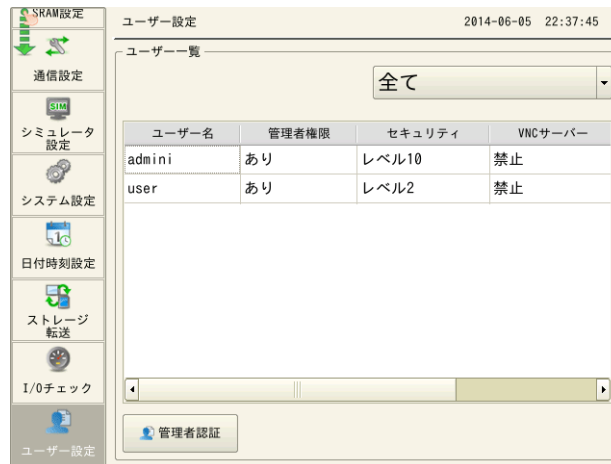 SRAM設定
通信設定
SIM
シミュレータ
設定
システム設定
1
日付時刻設定
ストレージ
転送
I/Oチェック
ユーザー設定
ユーザー設定 2014-06-05 22:37:45
ユーザー一覧
全て
ユーザー名 管理者権限 セキュリティ VNCサーバー
admini あり レベル10 禁止
user あり レベル2 禁止
管理者認証